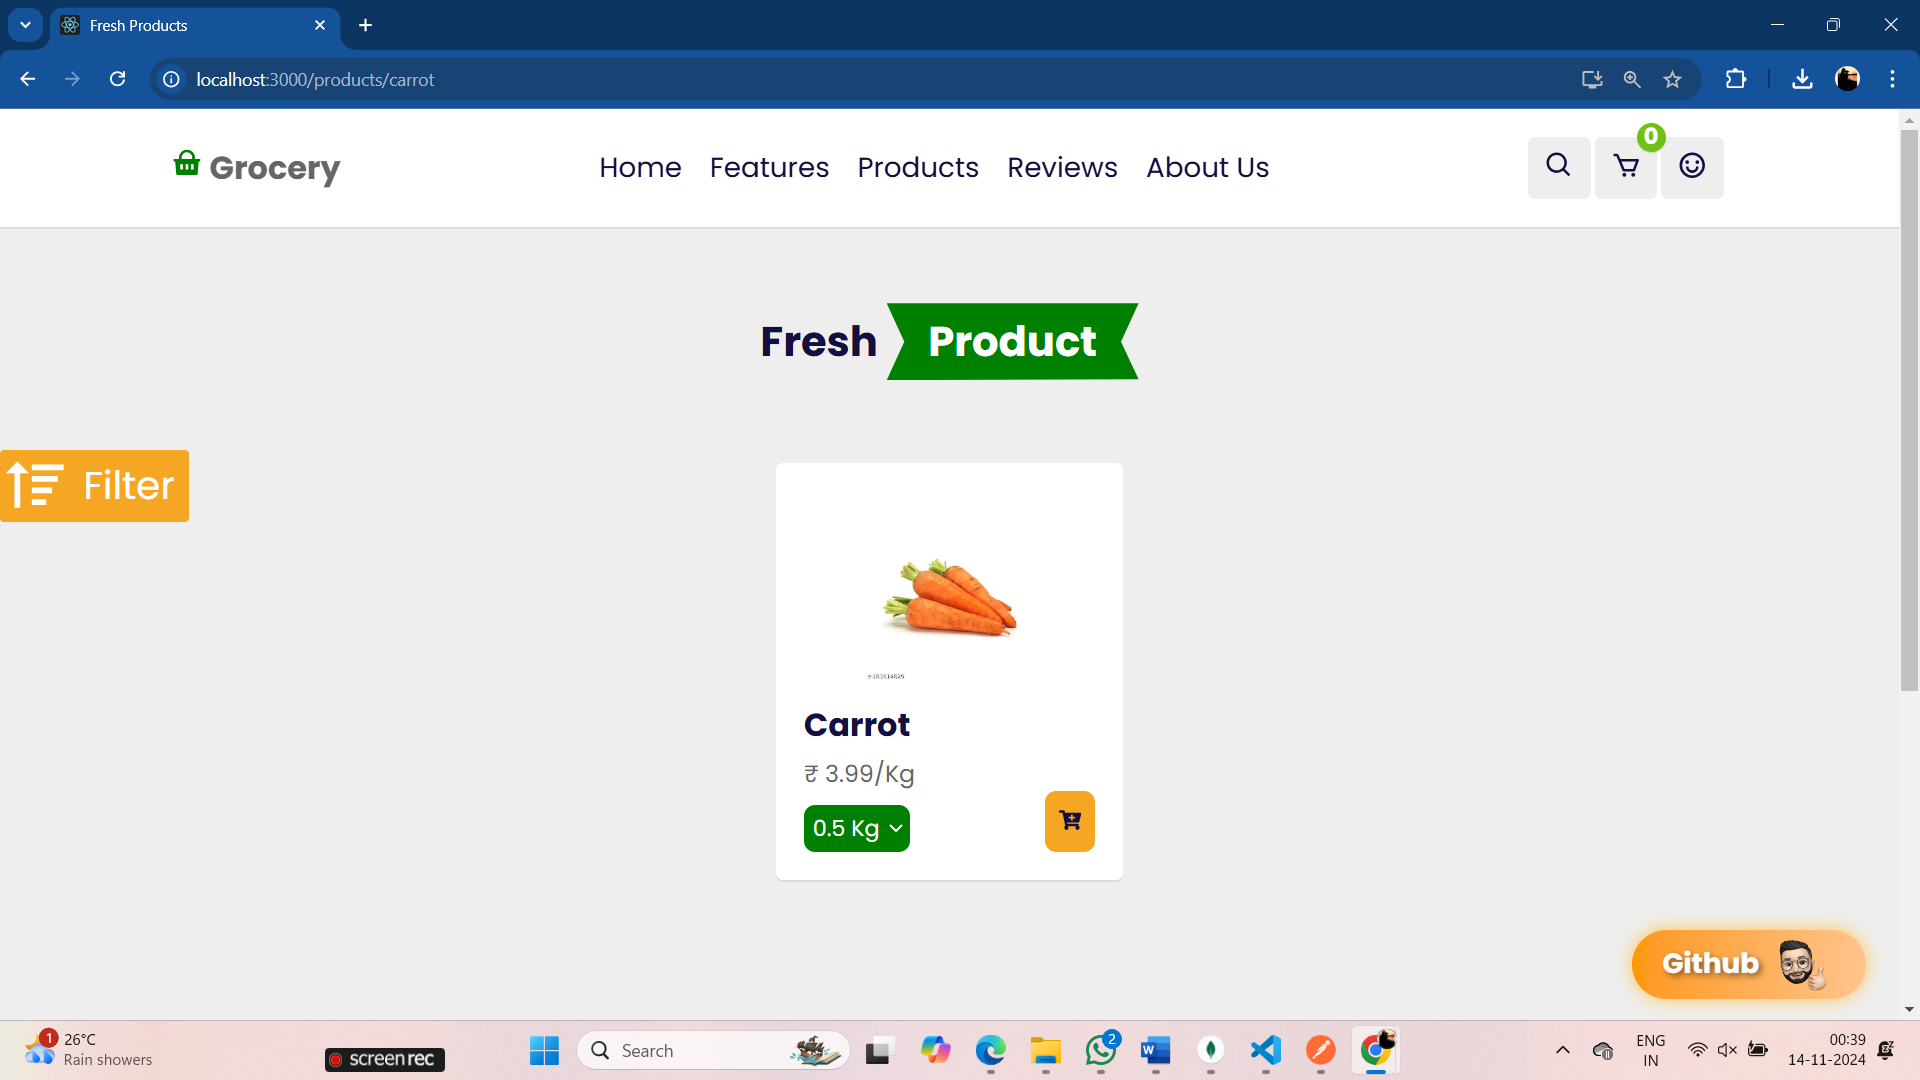 Fresh Products
localhost:3000/products/carrot
Grocery
Home Features Products Reviews About Us
0
Fresh Product
Filter
Carrot
₹ 3.99/Kg
0.5 Kg
Github
1
26°C
Rain showers
screenrec
Search
2
ENG
IN
00:39
14-11-2024